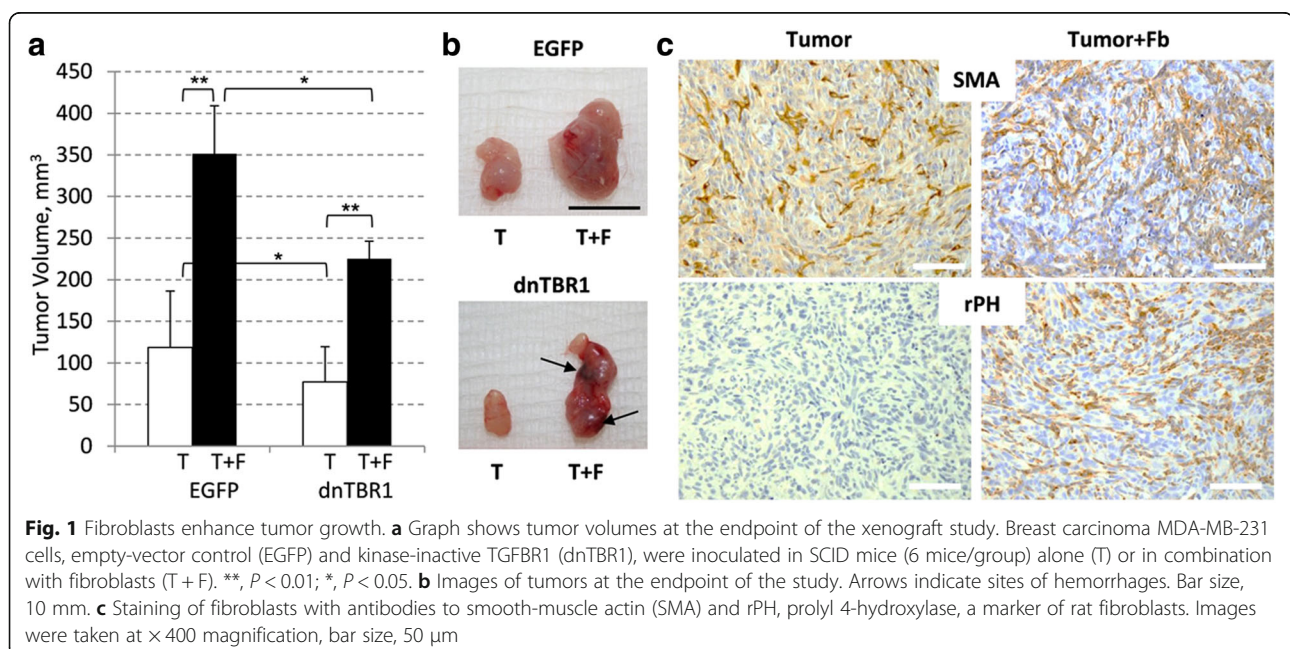 a
450
400
350
300
250
200
150
100
50
0
Tumor Volume, mm³
**
*
*
**
T T+F T T+F
EGFP dnTBR1
b
EGFP
T T+F
dnTBR1
T T+F
c
Tumor Tumor+Fb
SMA
rPH
Fig. 1 Fibroblasts enhance tumor growth. a Graph shows tumor volumes at the endpoint of the xenograft study. Breast carcinoma MDA-MB-231
cells, empty-vector control (EGFP) and kinase-inactive TGFBR1 (dnTBR1), were inoculated in SCID mice (6 mice/group) alone (T) or in combination
with fibroblasts (T + F). **, P < 0.01; *, P < 0.05. b Images of tumors at the endpoint of the study. Arrows indicate sites of hemorrhages. Bar size,
10 mm. c Staining of fibroblasts with antibodies to smooth-muscle actin (SMA) and rPH, prolyl 4-hydroxylase, a marker of rat fibroblasts. Images
were taken at × 400 magnification, bar size, 50 μm